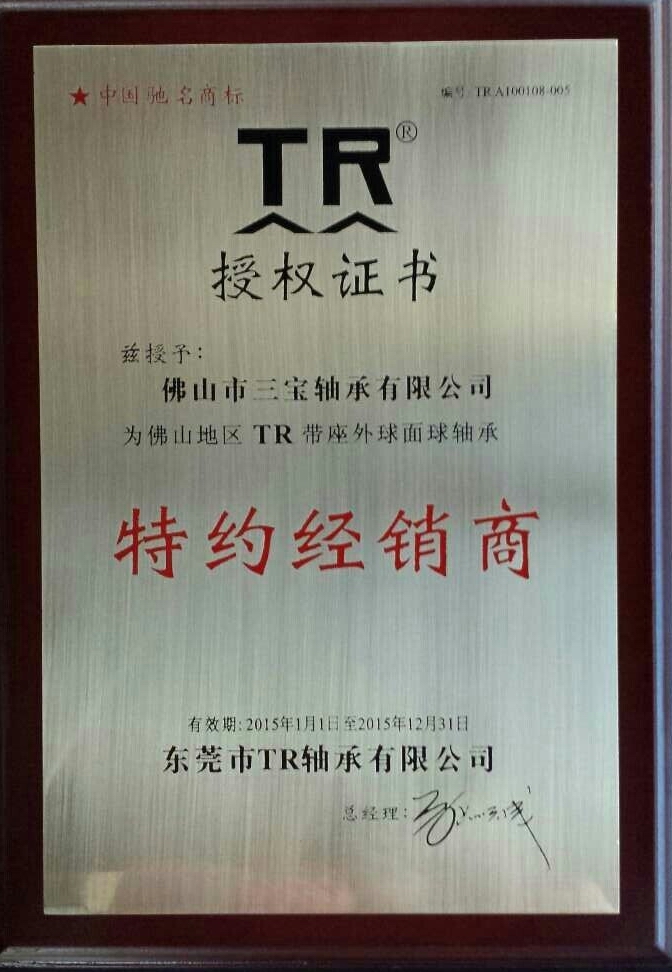 ★中国驰名商标
编号: TR.A100108-005
TR®
授权证书
兹授予:
佛山市三宝轴承有限公司
为佛山地区 TR 带座外球面球轴承
特约经销商
有效期:2015年1月1日至2015年12月31日
东莞市TR轴承有限公司
总经理: